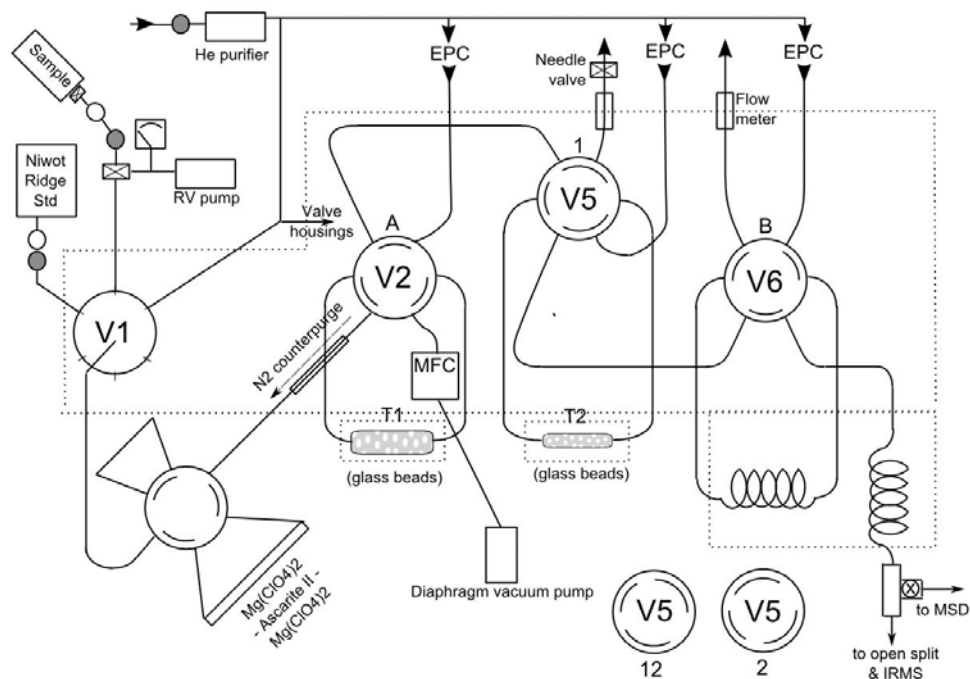 He purifier
EPC
EPC
EPC
Sample
Needle
valve
Flow
meter
Niwot
Ridge
Std
RV pump
Valve
housings
1
V5
A
V2
B
V6
V1
N2 counterpurge
MFC
T1
(glass beads)
T2
(glass beads)
Mg(ClO4)2
- Ascarite II -
Mg(ClO4)2
Diaphragm vacuum pump
V5
12
V5
2
to MSD
to open split
& IRMS